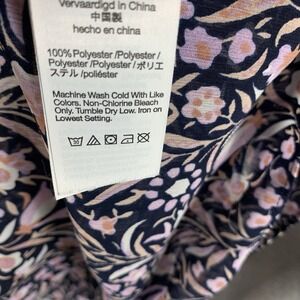 Vervaardigd in China
中国製
hecho en China
100% Polyester /Polyester /
Polyester /Polyester /ポリエ
ステル /poliéster
Machine Wash Cold With Like
Colors. Non-Chlorine Bleach
Only. Tumble Dry Low. Iron on
Lowest Setting.